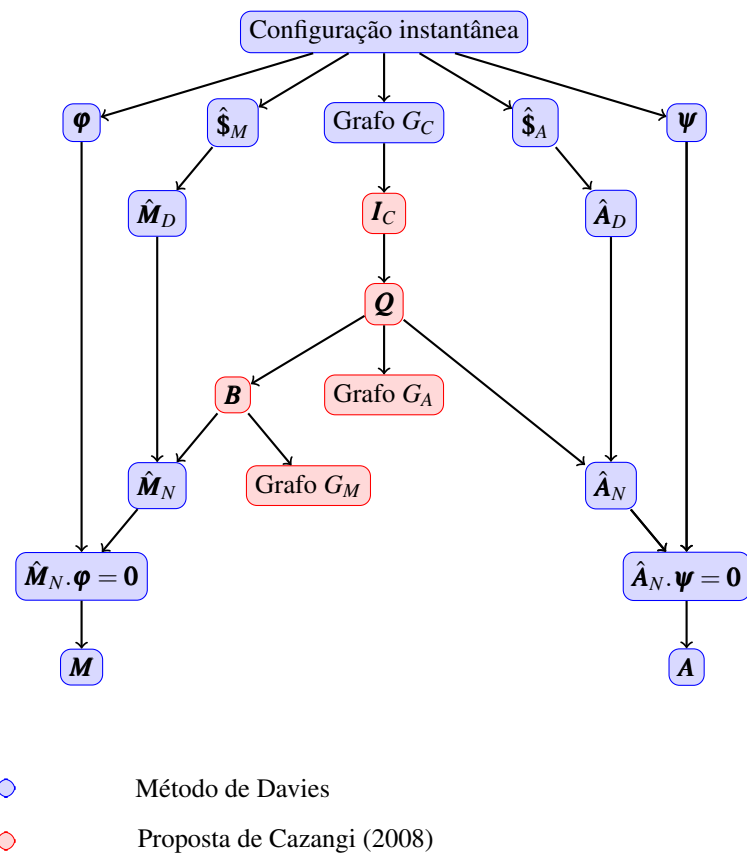 Configuração instantânea
𝝋 $̂_M Grafo G_C $̂_A 𝝍
M̂_D I_C Â_D
Q
B Grafo G_A
M̂_N Grafo G_M Â_N
M̂_N.𝝋 = 0 Â_N.𝝍 = 0
M A
Método de Davies
Proposta de Cazangi (2008)